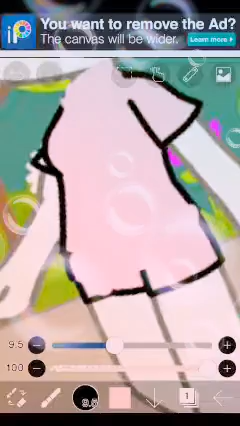 iP
You want to remove the Ad?
The canvas will be wider.
Learn more
9.5
100
9.5
1